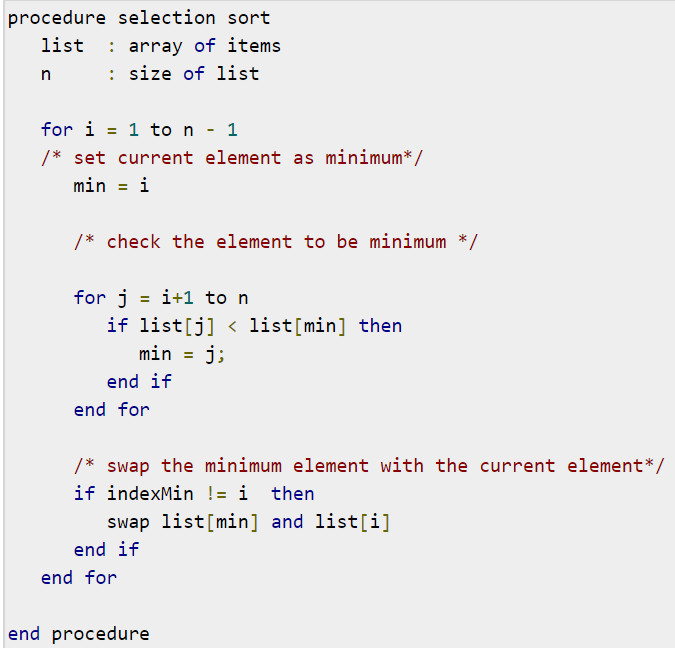 procedure selection sort
   list  : array of items
   n     : size of list

   for i = 1 to n - 1
   /* set current element as minimum*/
      min = i

      /* check the element to be minimum */

      for j = i+1 to n
         if list[j] < list[min] then
            min = j;
         end if
      end for

      /* swap the minimum element with the current element*/
      if indexMin != i  then
         swap list[min] and list[i]
      end if
   end for

end procedure